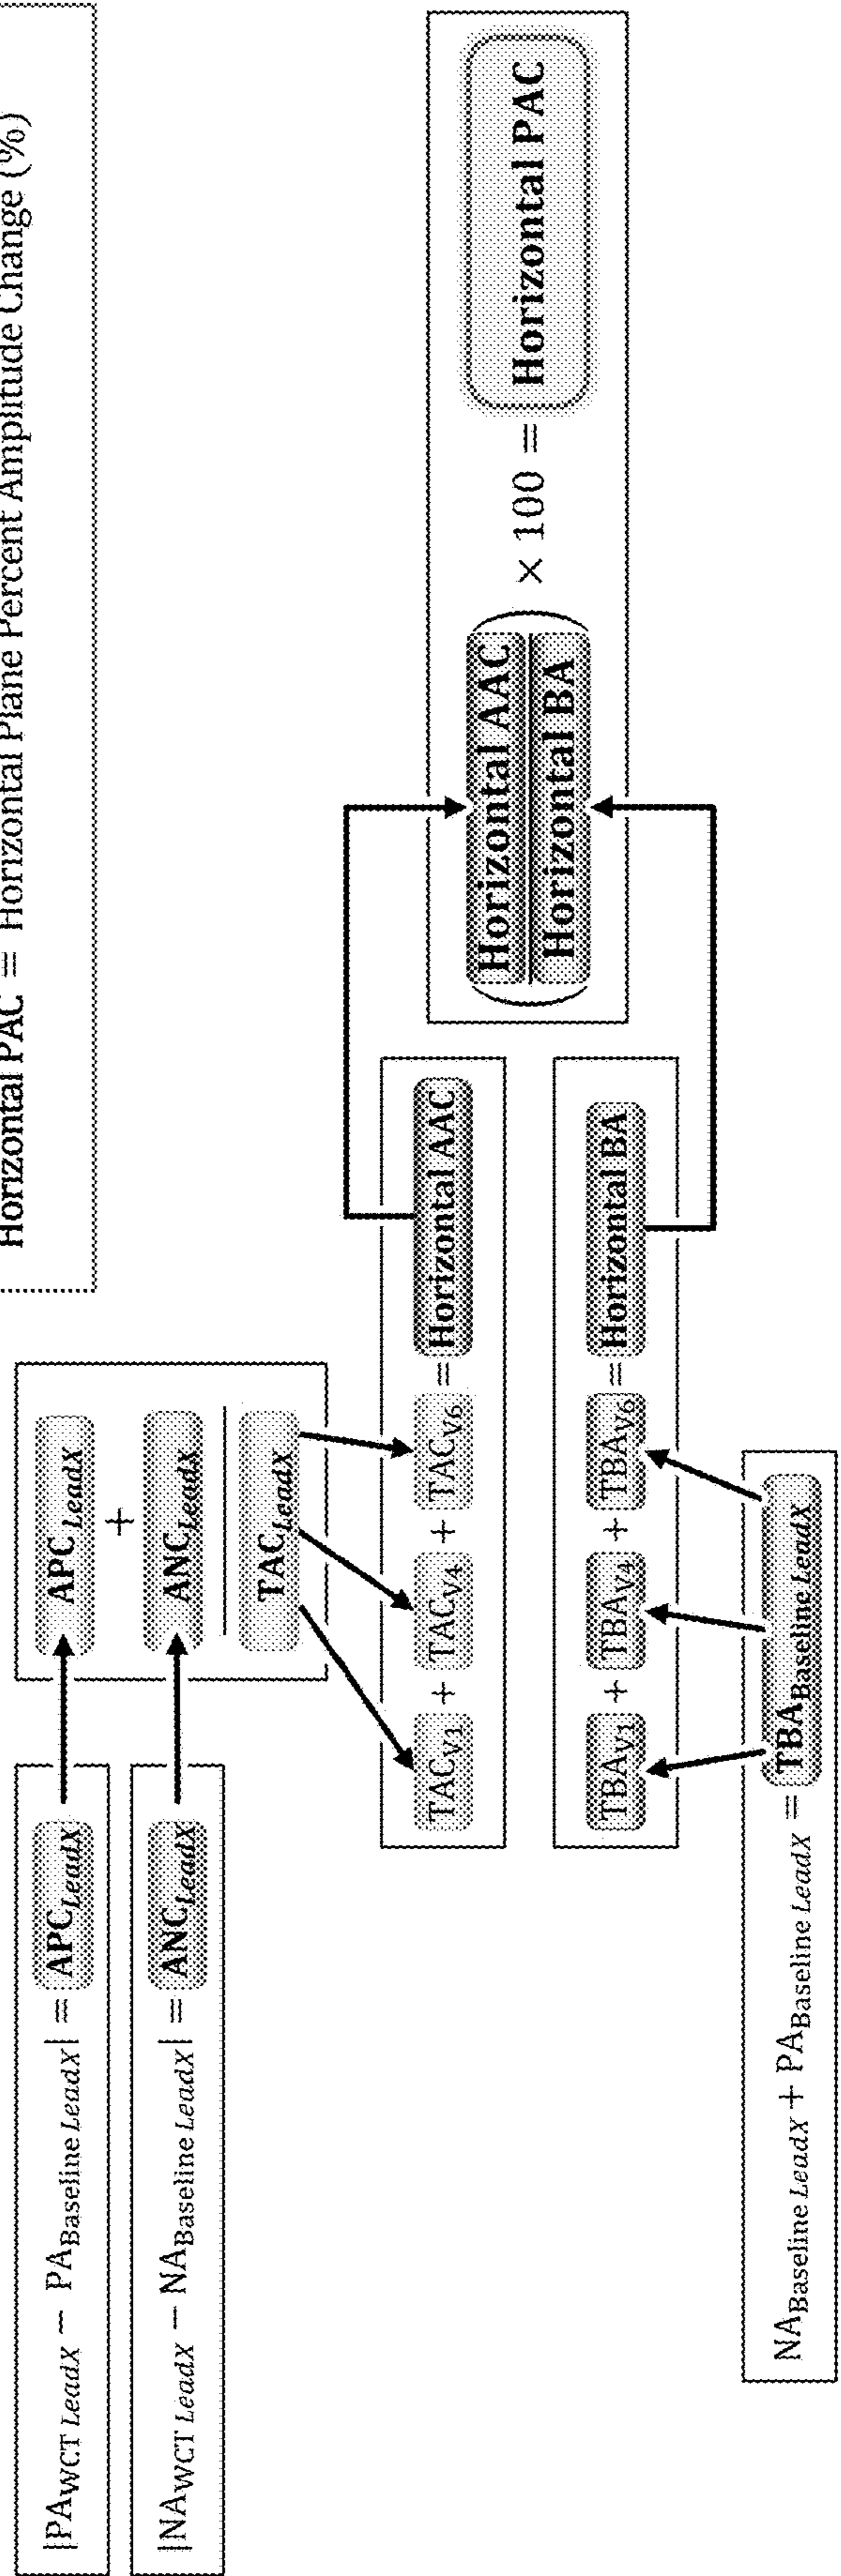 Horizontal PAC = Horizontal Plane Percent Amplitude Change (%)
|PA_WCT LeadX − PA_Baseline LeadX| = APC_LeadX
|NA_WCT LeadX − NA_Baseline LeadX| = ANC_LeadX
APC_LeadX
+
ANC_LeadX
TAC_LeadX
TAC_V1 + TAC_V4 + TAC_V6 = Horizontal AAC
TBA_V1 + TBA_V4 + TBA_V6 = Horizontal BA
NA_Baseline LeadX + PA_Baseline LeadX = TBA_Baseline LeadX
(Horizontal AAC
Horizontal BA) × 100 = Horizontal PAC